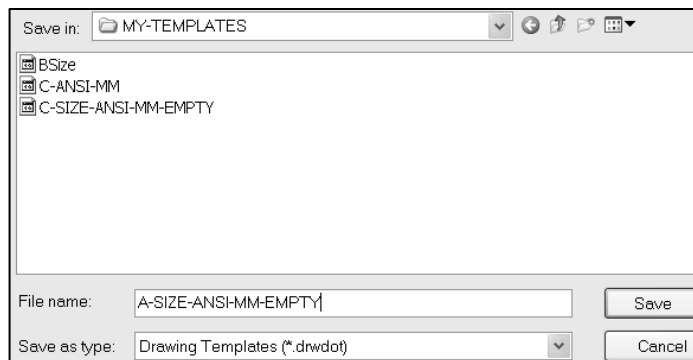 Save in: MY-TEMPLATES
BSize
C-ANSI-MM
C-SIZE-ANSI-MM-EMPTY
File name: A-SIZE-ANSI-MM-EMPTY Save
Save as type: Drawing Templates (*.drwdot) Cancel